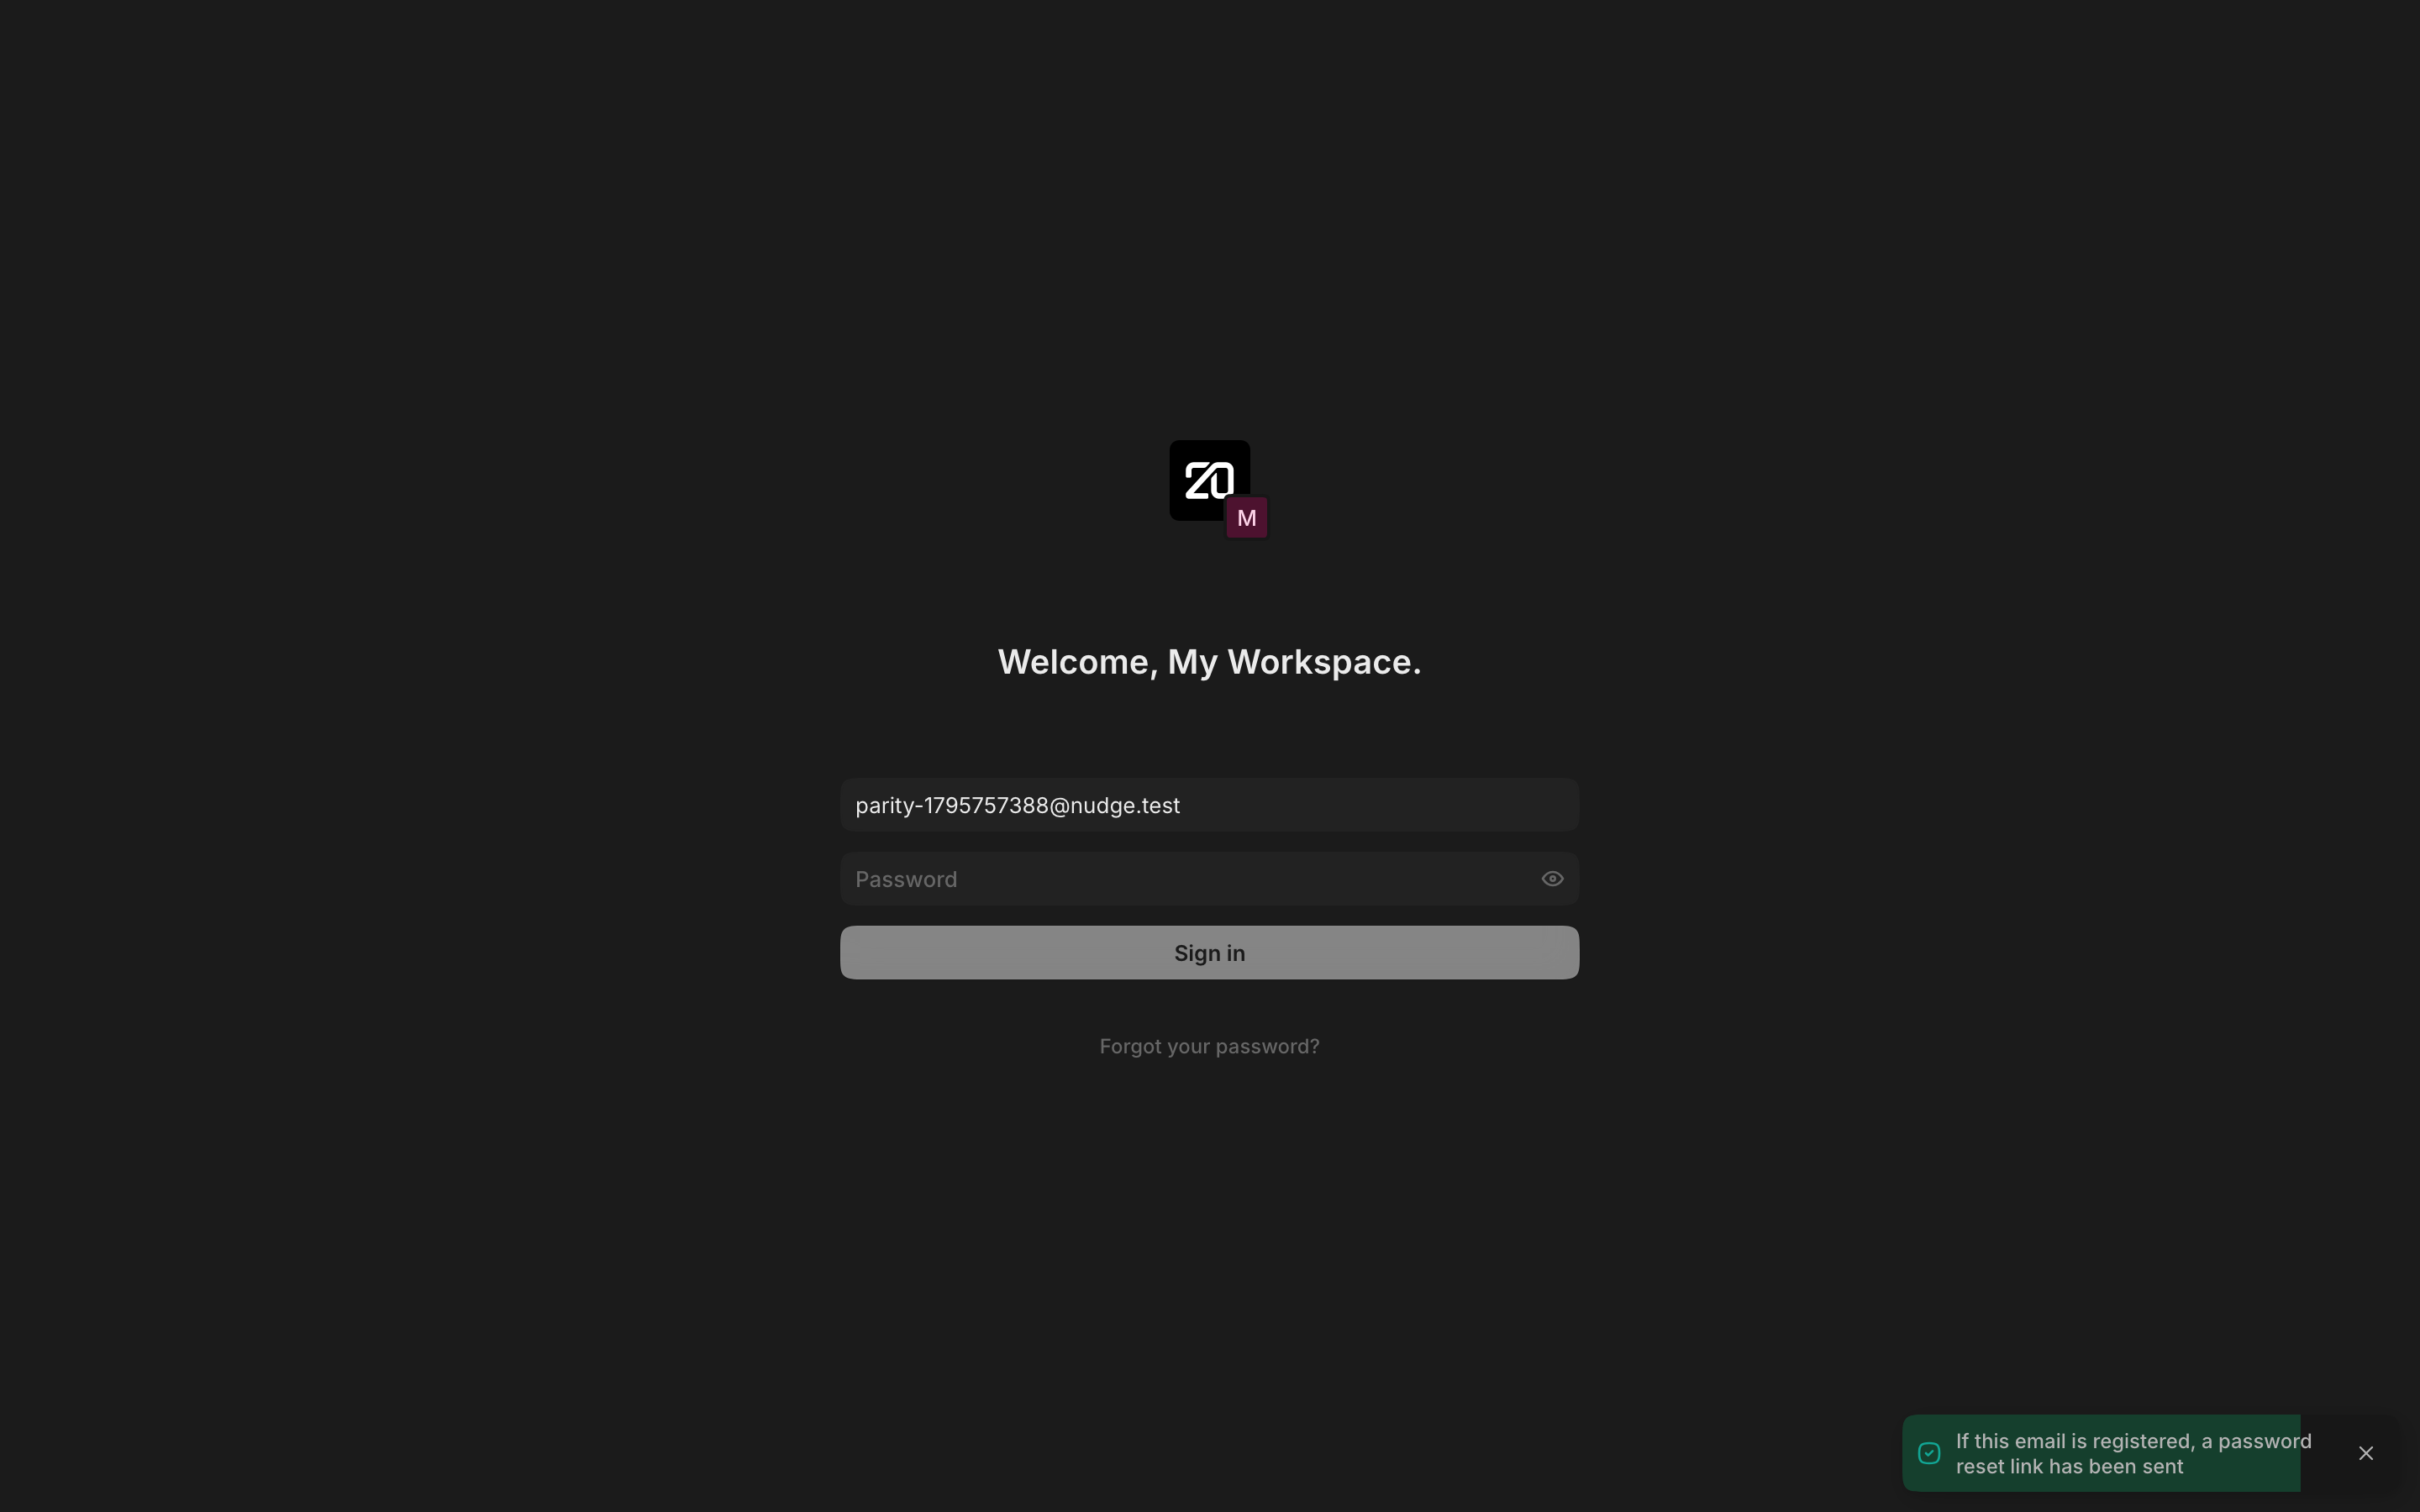 M
Welcome, My Workspace.
parity-1795757388@nudge.test
Password
Sign in
Forgot your password?
If this email is registered, a password
reset link has been sent